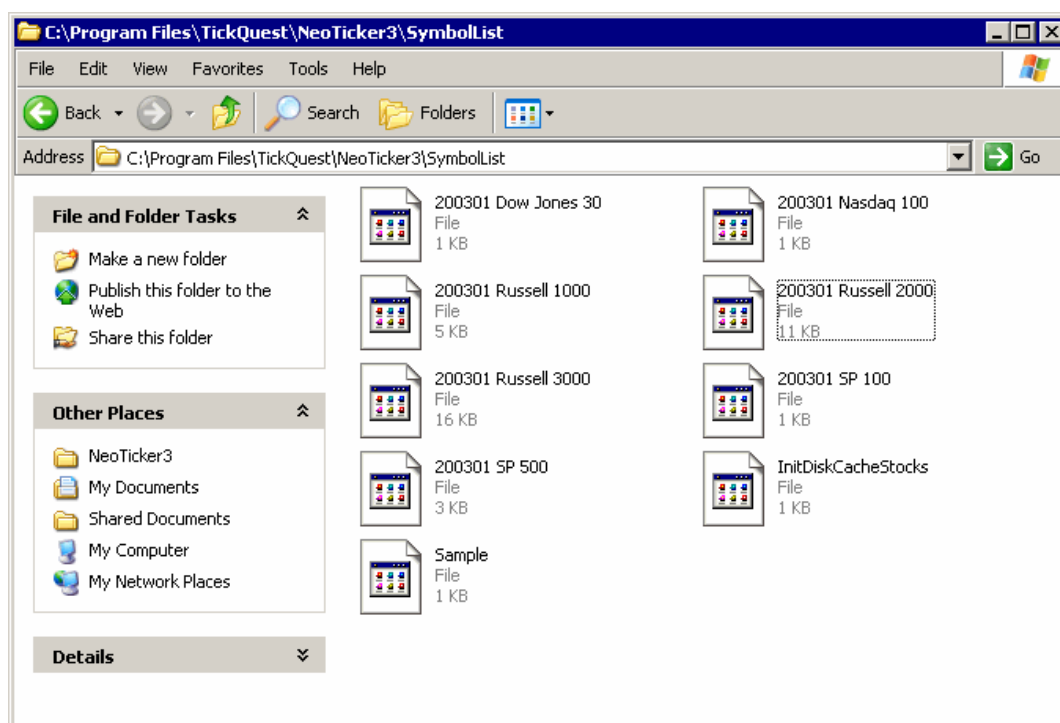 C:\Program Files\TickQuest\NeoTicker3\SymbolList
File Edit View Favorites Tools Help
Back Search Folders
Address C:\Program Files\TickQuest\NeoTicker3\SymbolList Go
File and Folder Tasks
Make a new folder
Publish this folder to the
Web
Share this folder
Other Places
NeoTicker3
My Documents
Shared Documents
My Computer
My Network Places
Details
200301 Dow Jones 30
File
1 KB
200301 Nasdaq 100
File
1 KB
200301 Russell 1000
File
5 KB
200301 Russell 2000
File
11 KB
200301 Russell 3000
File
16 KB
200301 SP 100
File
1 KB
200301 SP 500
File
3 KB
InitDiskCacheStocks
File
1 KB
Sample
File
1 KB